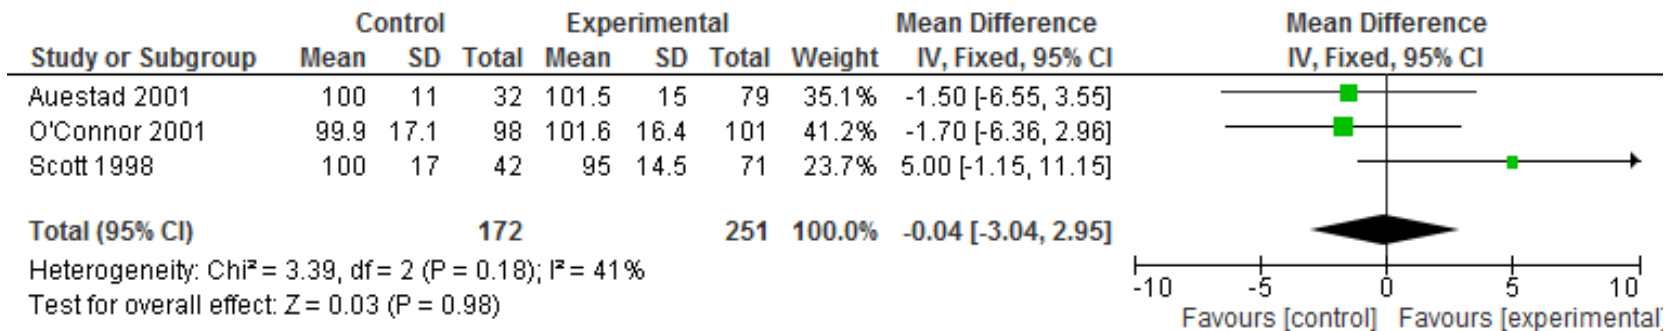 Control Experimental Mean Difference Mean Difference
Study or Subgroup Mean SD Total Mean SD Total Weight IV, Fixed, 95% CI IV, Fixed, 95% CI
Auestad 2001 100 11 32 101.5 15 79 35.1% -1.50 [-6.55, 3.55]
O'Connor 2001 99.9 17.1 98 101.6 16.4 101 41.2% -1.70 [-6.36, 2.96]
Scott 1998 100 17 42 95 14.5 71 23.7% 5.00 [-1.15, 11.15]
Total (95% CI) 172 251 100.0% -0.04 [-3.04, 2.95]
Heterogeneity: Chi² = 3.39, df = 2 (P = 0.18); I² = 41%
Test for overall effect: Z = 0.03 (P = 0.98)
-10 -5 0 5 10
Favours [control] Favours [experimental]